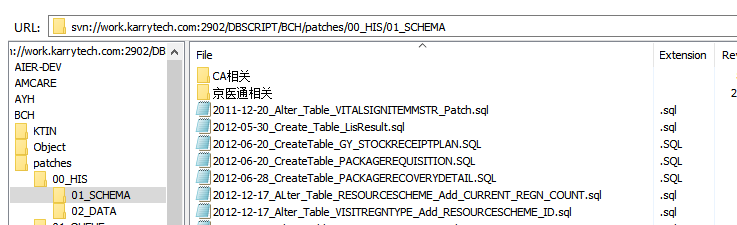 URL: svn://work.karrytech.com:2902/DBSCRIPT/BCH/patches/00_HIS/01_SCHEMA
n://work.karrytech.com:2902/DB
AIER-DEV
AMCARE
AYH
BCH
KTIN
Object
patches
00_HIS
01_SCHEMA
02_DATA
File Extension Rev
CA相关
京医通相关 2
2011-12-20_Alter_Table_VITALSIGNITEMMSTR_Patch.sql .sql
2012-05-30_Create_Table_LisResult.sql .sql
2012-06-20_CreateTable_GY_STOCKRECEIPTPLAN.SQL .SQL
2012-06-20_CreateTable_PACKAGEREQUISITION.SQL .SQL
2012-06-28_CreateTable_PACKAGERECOVERYDETAIL.SQL .SQL
2012-12-17_ALter_Table_RESOURCESCHEME_Add_CURRENT_REGN_COUNT.sql .sql
2012-12-17_Alter_Table_VISITREGNTYPE_Add_RESOURCESCHEME_ID.sql .sql